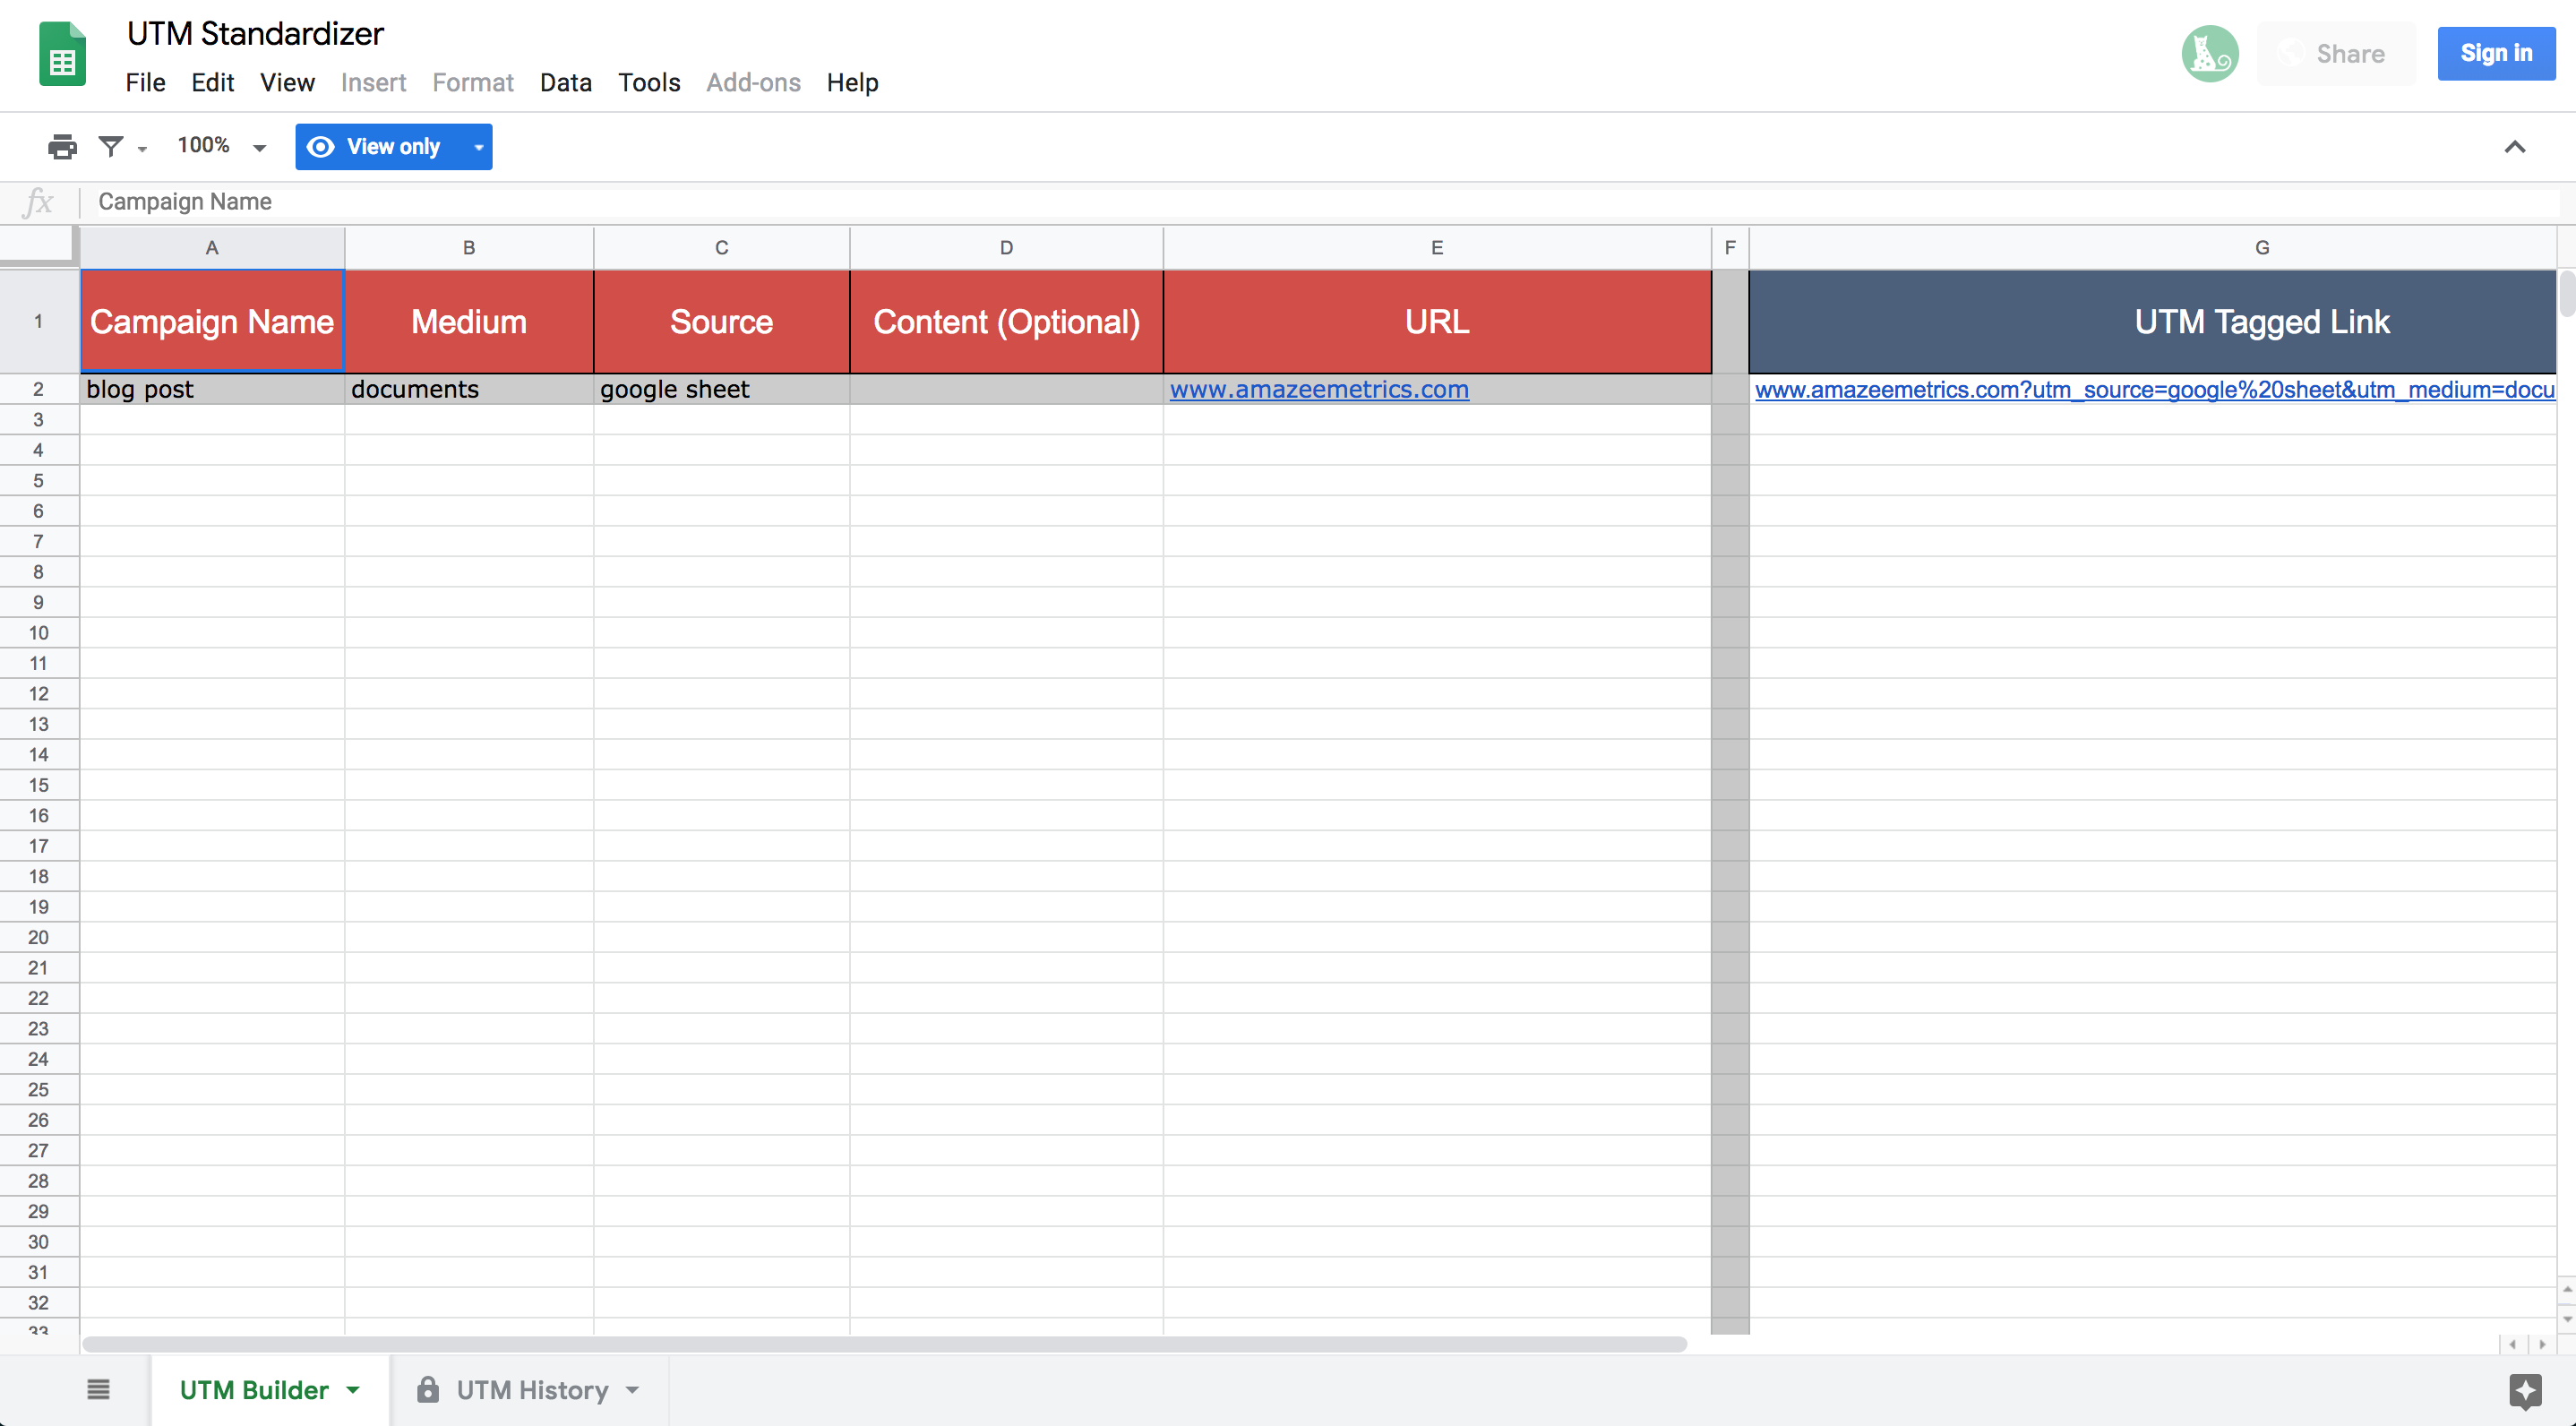 UTM Standardizer
File Edit View Insert Format Data Tools Add-ons Help
Share
Sign in
100%
View only
fx
Campaign Name
A B C D E F G
1 Campaign Name Medium Source Content (Optional) URL UTM Tagged Link
2 blog post documents google sheet www.amazeemetrics.com www.amazeemetrics.com?utm_source=google%20sheet&utm_medium=docu
3
4
5
6
7
8
9
10
11
12
13
14
15
16
17
18
19
20
21
22
23
24
25
26
27
28
29
30
31
32
33
UTM Builder UTM History